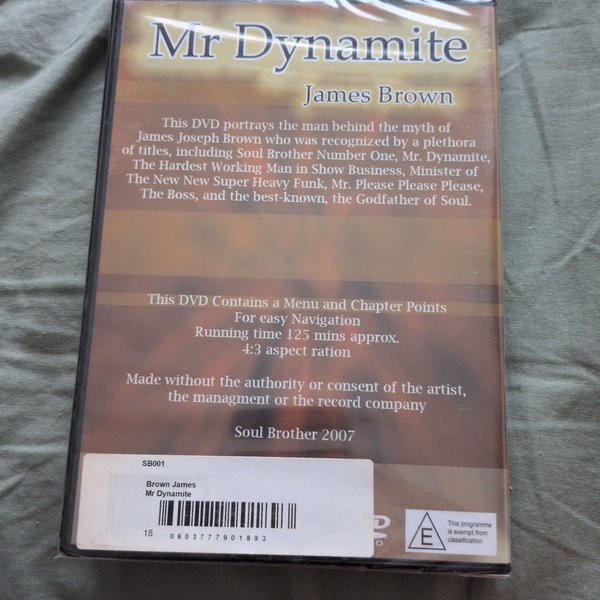 Mr Dynamite
James Brown
This DVD portrays the man behind the myth of
James Joseph Brown who was recognized by a plethora
of titles, including Soul Brother Number One, Mr. Dynamite,
The Hardest Working Man in Show Business, Minister of
The New New Super Heavy Funk, Mr. Please Please Please,
The Boss, and the best-known, the Godfather of Soul.
This DVD Contains a Menu and Chapter Points
For easy Navigation
Running time 125 mins approx.
4:3 aspect ration
Made without the authority or consent of the artist,
the managment or the record company
Soul Brother 2007
SB001
Brown James
Mr Dynamite
18 0603777901893
E
This programme
is exempt from
classification